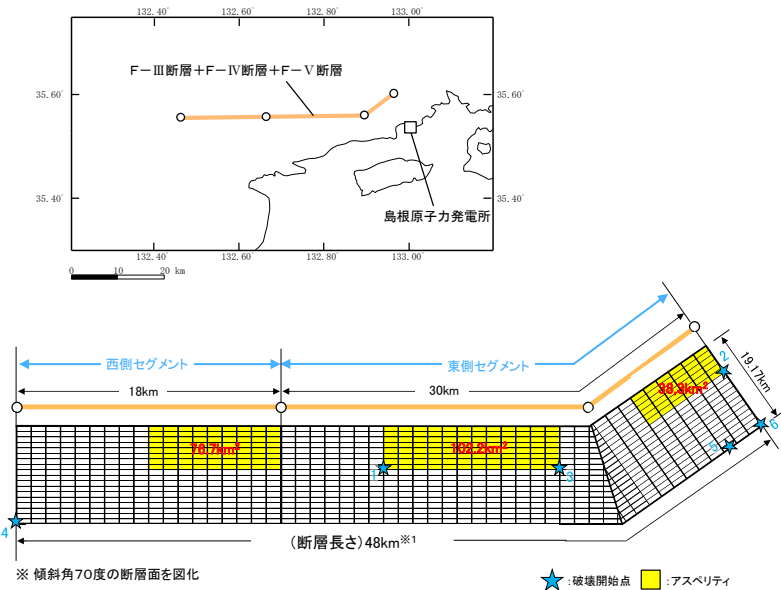 132.40° 132.60° 132.80° 133.00°
F-Ⅲ断層+F-Ⅳ断層+F-Ⅴ断層
35.60° 35.60°
35.40° 35.40°
島根原子力発電所
132.40° 132.60° 132.80° 133.00°
0 10 20 km
西側セグメント 東側セグメント
18km 30km
19.17km
2
38.3km²
76.7km² 102.2km²
1 3 5 6
4
(断層長さ)48km※1
※ 傾斜角70度の断層面を図化
:破壊開始点 :アスペリティ